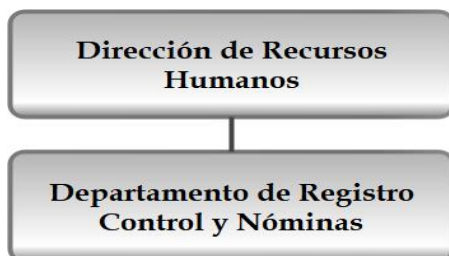 Dirección de Recursos
Humanos
Departamento de Registro
Control y Nóminas